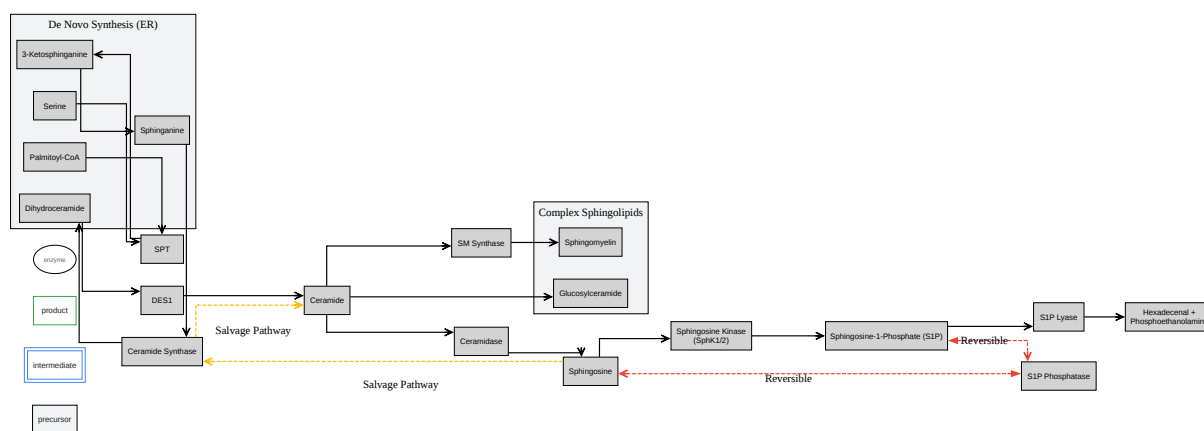 De Novo Synthesis (ER)
3-Ketosphinganine
Serine
Sphinganine
Palmitoyl-CoA
Dihydroceramide
SPT
enzyme
DES1
product
Ceramide Synthase
intermediate
precursor
Salvage Pathway
Ceramide
Complex Sphingolipids
SM Synthase
Sphingomyelin
Glucosylceramide
Ceramidase
Sphingosine
Salvage Pathway
Sphingosine Kinase
(SphK1/2)
Sphingosine-1-Phosphate (S1P)
Reversible
Reversible
S1P Lyase
S1P Phosphatase
Hexadecenal +
Phosphoethanolamin